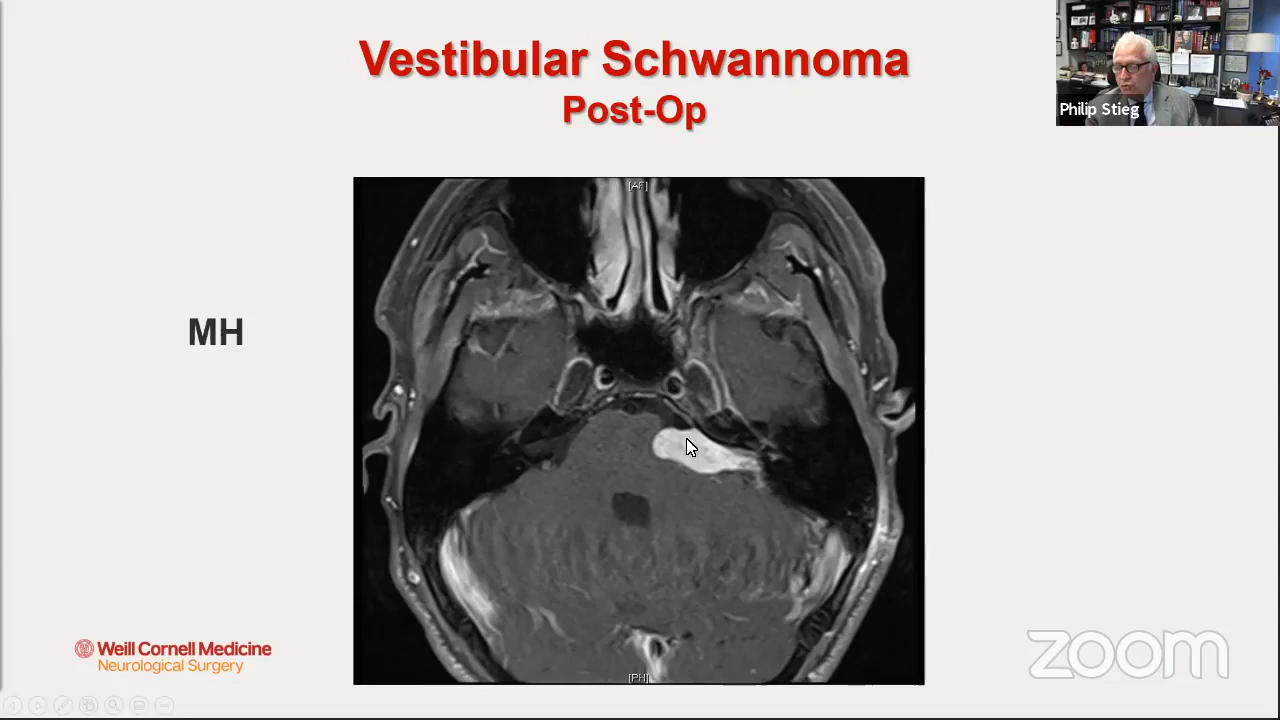 Vestibular Schwannoma
Post-Op
Philip Stieg
[AF]
MH
Weill Cornell Medicine
Neurological Surgery
zoom
[PH]